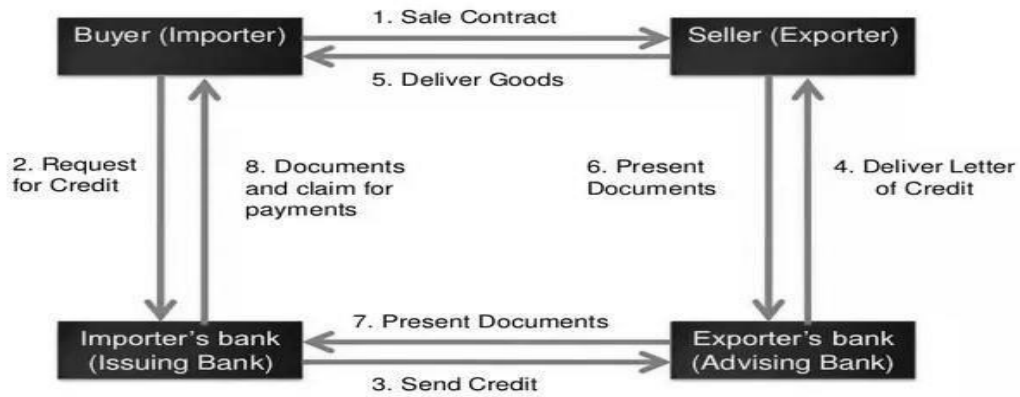 1. Sale Contract
Buyer (Importer)
Seller (Exporter)
5. Deliver Goods
2. Request
for Credit
8. Documents
and claim for
payments
6. Present
Documents
4. Deliver Letter
of Credit
Importer's bank
(Issuing Bank)
7. Present Documents
Exporter's bank
(Advising Bank)
3. Send Credit